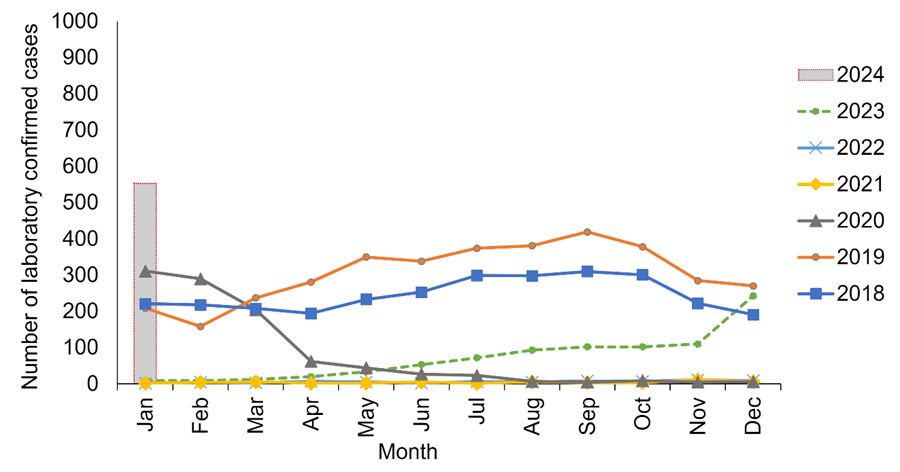 Number of laboratory confirmed cases
1000
900
800
700
600
500
400
300
200
100
0
Jan
Feb
Mar
Apr
May
Jun
Jul
Aug
Sep
Oct
Nov
Dec
Month
2024
2023
2022
2021
2020
2019
2018